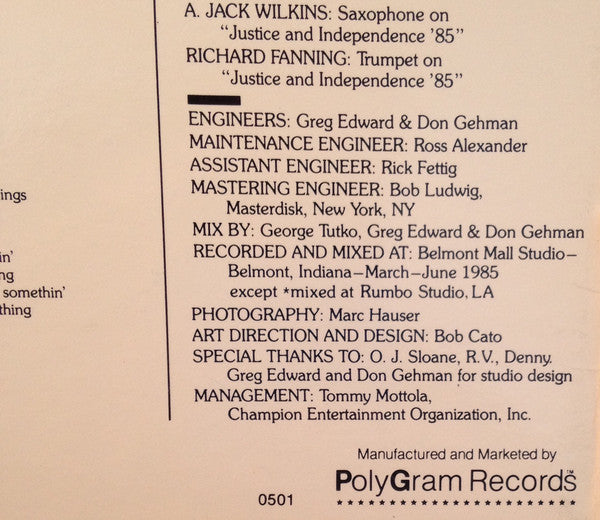 A. JACK WILKINS: Saxophone on
"Justice and Independence '85"
RICHARD FANNING: Trumpet on
"Justice and Independence '85"
ENGINEERS: Greg Edward & Don Gehman
MAINTENANCE ENGINEER: Ross Alexander
ASSISTANT ENGINEER: Rick Fettig
MASTERING ENGINEER: Bob Ludwig,
Masterdisk, New York, NY
MIX BY: George Tutko, Greg Edward & Don Gehman
RECORDED AND MIXED AT: Belmont Mall Studio–
Belmont, Indiana–March–June 1985
except *mixed at Rumbo Studio, LA
PHOTOGRAPHY: Marc Hauser
ART DIRECTION AND DESIGN: Bob Cato
SPECIAL THANKS TO: O. J. Sloane, R.V., Denny.
Greg Edward and Don Gehman for studio design
MANAGEMENT: Tommy Mottola,
Champion Entertainment Organization, Inc.
ings
in'
ng
somethin'
thing
Manufactured and Marketed by
PolyGram Records™
0501